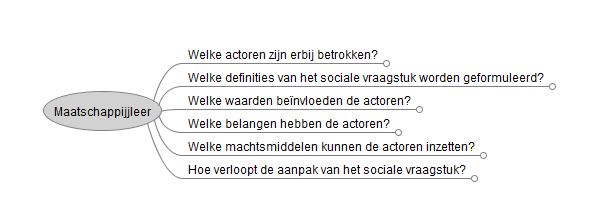 Welke actoren zijn erbij betrokken?
Welke definities van het sociale vraagstuk worden geformuleerd?
Welke waarden beïnvloeden de actoren?
Maatschappijjleer
Welke belangen hebben de actoren?
Welke machtsmiddelen kunnen de actoren inzetten?
Hoe verloopt de aanpak van het sociale vraagstuk?